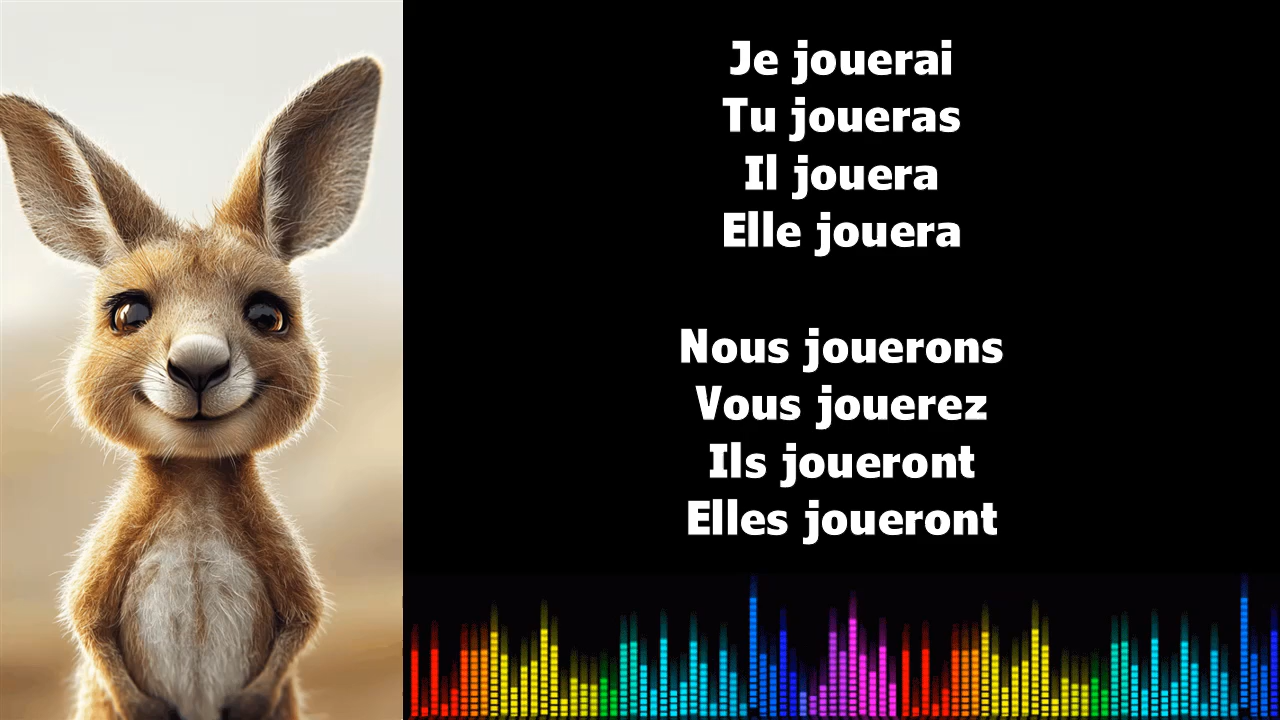 Je jouerai
Tu joueras
Il jouera
Elle jouera
Nous jouerons
Vous jouerez
Ils joueront
Elles joueront